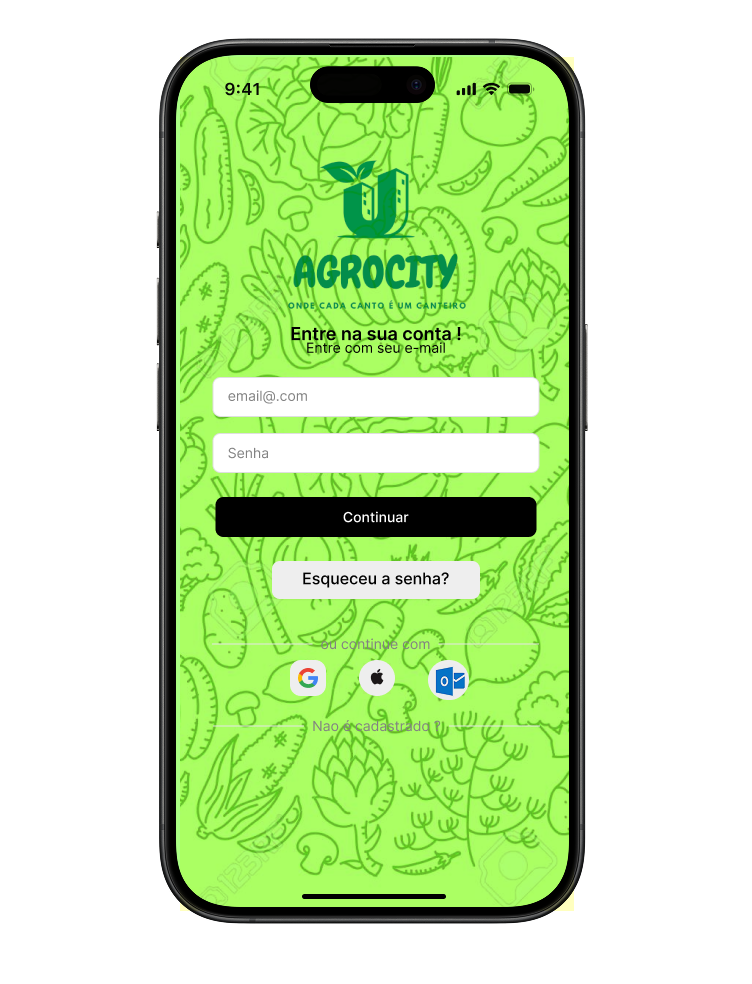 9:41
AGROCITY
ONDE CADA CANTO É UM CANTEIRO
Entre na sua conta !
Entre com seu e-mail
email@.com
Senha
Continuar
Esqueceu a senha?
ou continue com
Nao é cadastrado ?